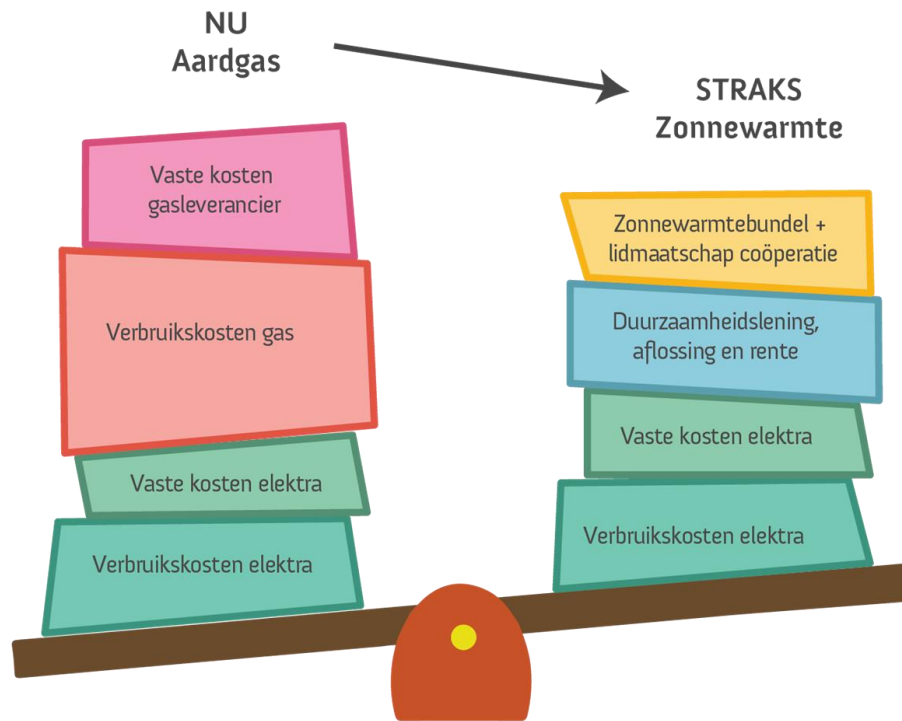 NU
Aardgas
STRAKS
Zonnewarmte
Vaste kosten
gasleverancier
Verbruikskosten gas
Vaste kosten elektra
Verbruikskosten elektra
Zonnewarmtebundel +
lidmaatschap coöperatie
Duurzaamheidslening,
aflossing en rente
Vaste kosten elektra
Verbruikskosten elektra